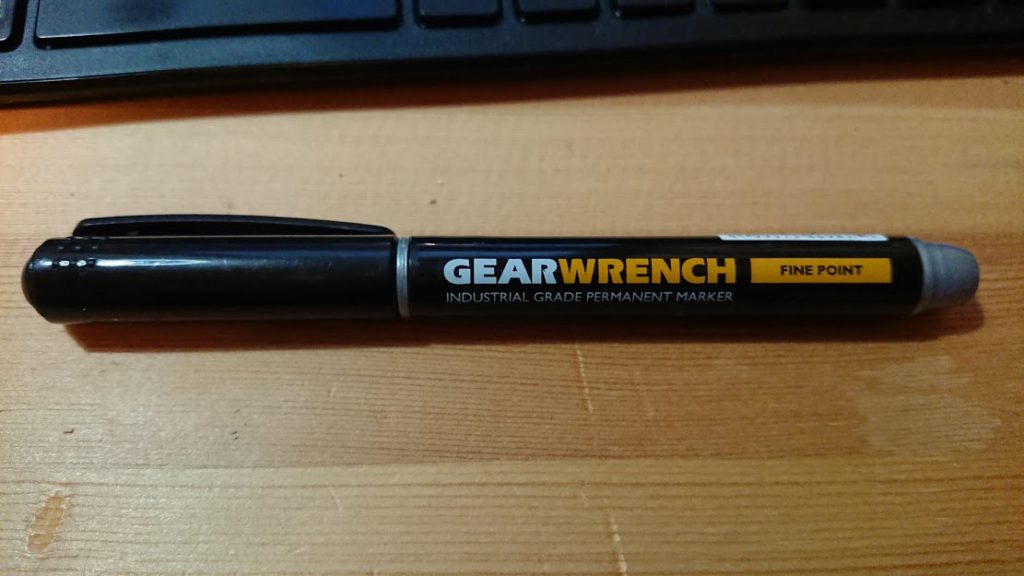 GEARWRENCH FINE POINT
INDUSTRIAL GRADE PERMANENT MARKER